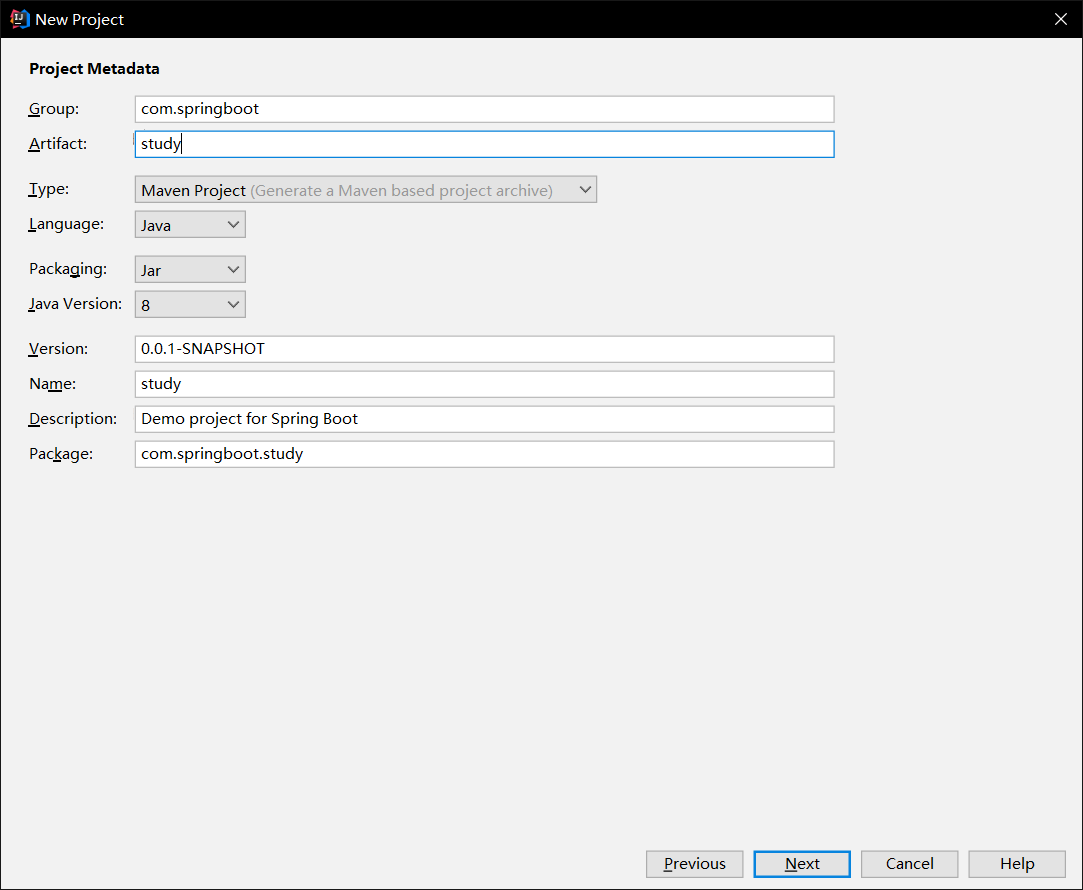 New Project
Project Metadata
Group: com.springboot
Artifact: study
Type: Maven Project (Generate a Maven based project archive)
Language: Java
Packaging: Jar
Java Version: 8
Version: 0.0.1-SNAPSHOT
Name: study
Description: Demo project for Spring Boot
Package: com.springboot.study
Previous Next Cancel Help